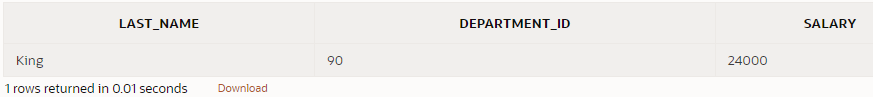 LAST_NAME DEPARTMENT_ID SALARY
King 90 24000
1 rows returned in 0.01 seconds Download